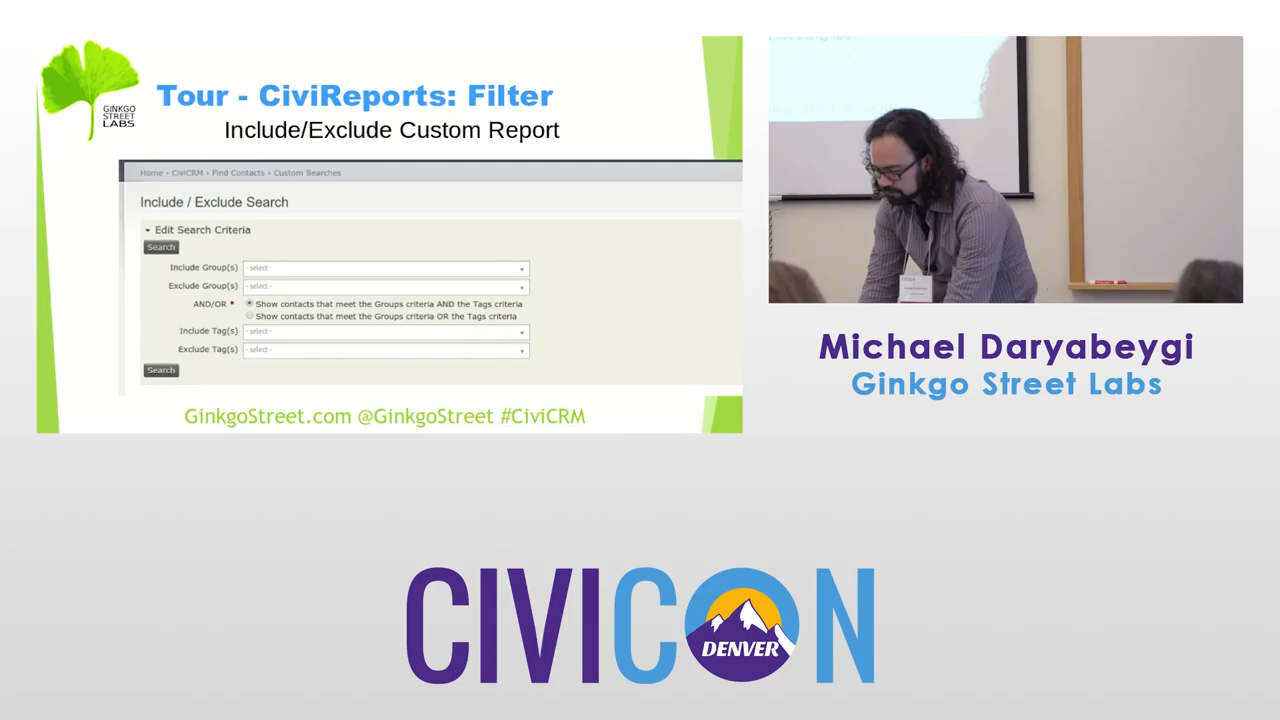 GINKGO
STREET
LABS
Tour - CiviReports: Filter
Include/Exclude Custom Report
Home › CiviCRM › Find Contacts › Custom Searches
Include / Exclude Search
Edit Search Criteria
Search
Include Group(s) - select -
Exclude Group(s) - select -
AND/OR * Show contacts that meet the Groups criteria AND the Tags criteria
Show contacts that meet the Groups criteria OR the Tags criteria
Include Tag(s) - select -
Exclude Tag(s) - select -
Search
GinkgoStreet.com @GinkgoStreet #CiviCRM
Michael Daryabeygi
Ginkgo Street Labs
CIVICON
DENVER